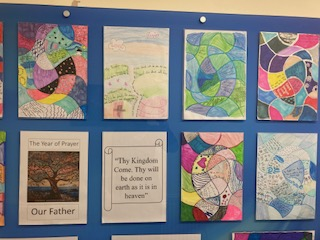 The Year of Prayer
Our Father
"Thy Kingdom
Come. Thy will
be done on
earth as it is in
heaven"